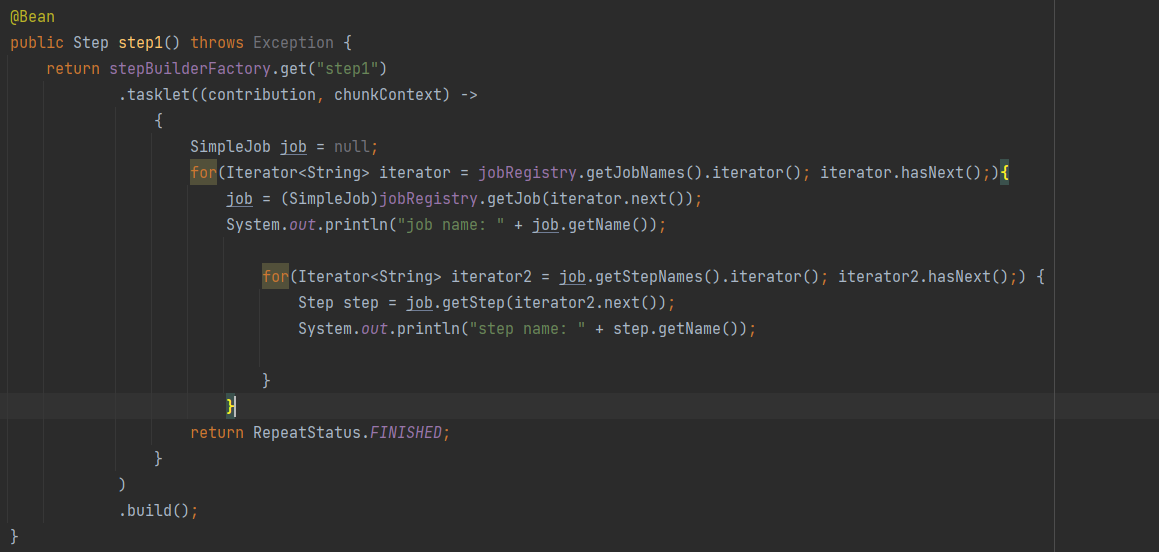 @Bean
public Step step1() throws Exception {
    return stepBuilderFactory.get("step1")
            .tasklet((contribution, chunkContext) ->
                {
                    SimpleJob job = null;
                    for(Iterator<String> iterator = jobRegistry.getJobNames().iterator(); iterator.hasNext();){
                        job = (SimpleJob)jobRegistry.getJob(iterator.next());
                        System.out.println("job name: " + job.getName());
                            for(Iterator<String> iterator2 = job.getStepNames().iterator(); iterator2.hasNext();) {
                                Step step = job.getStep(iterator2.next());
                                System.out.println("step name: " + step.getName());
                            }
                        }
                    return RepeatStatus.FINISHED;
                }
            )
            .build();
}